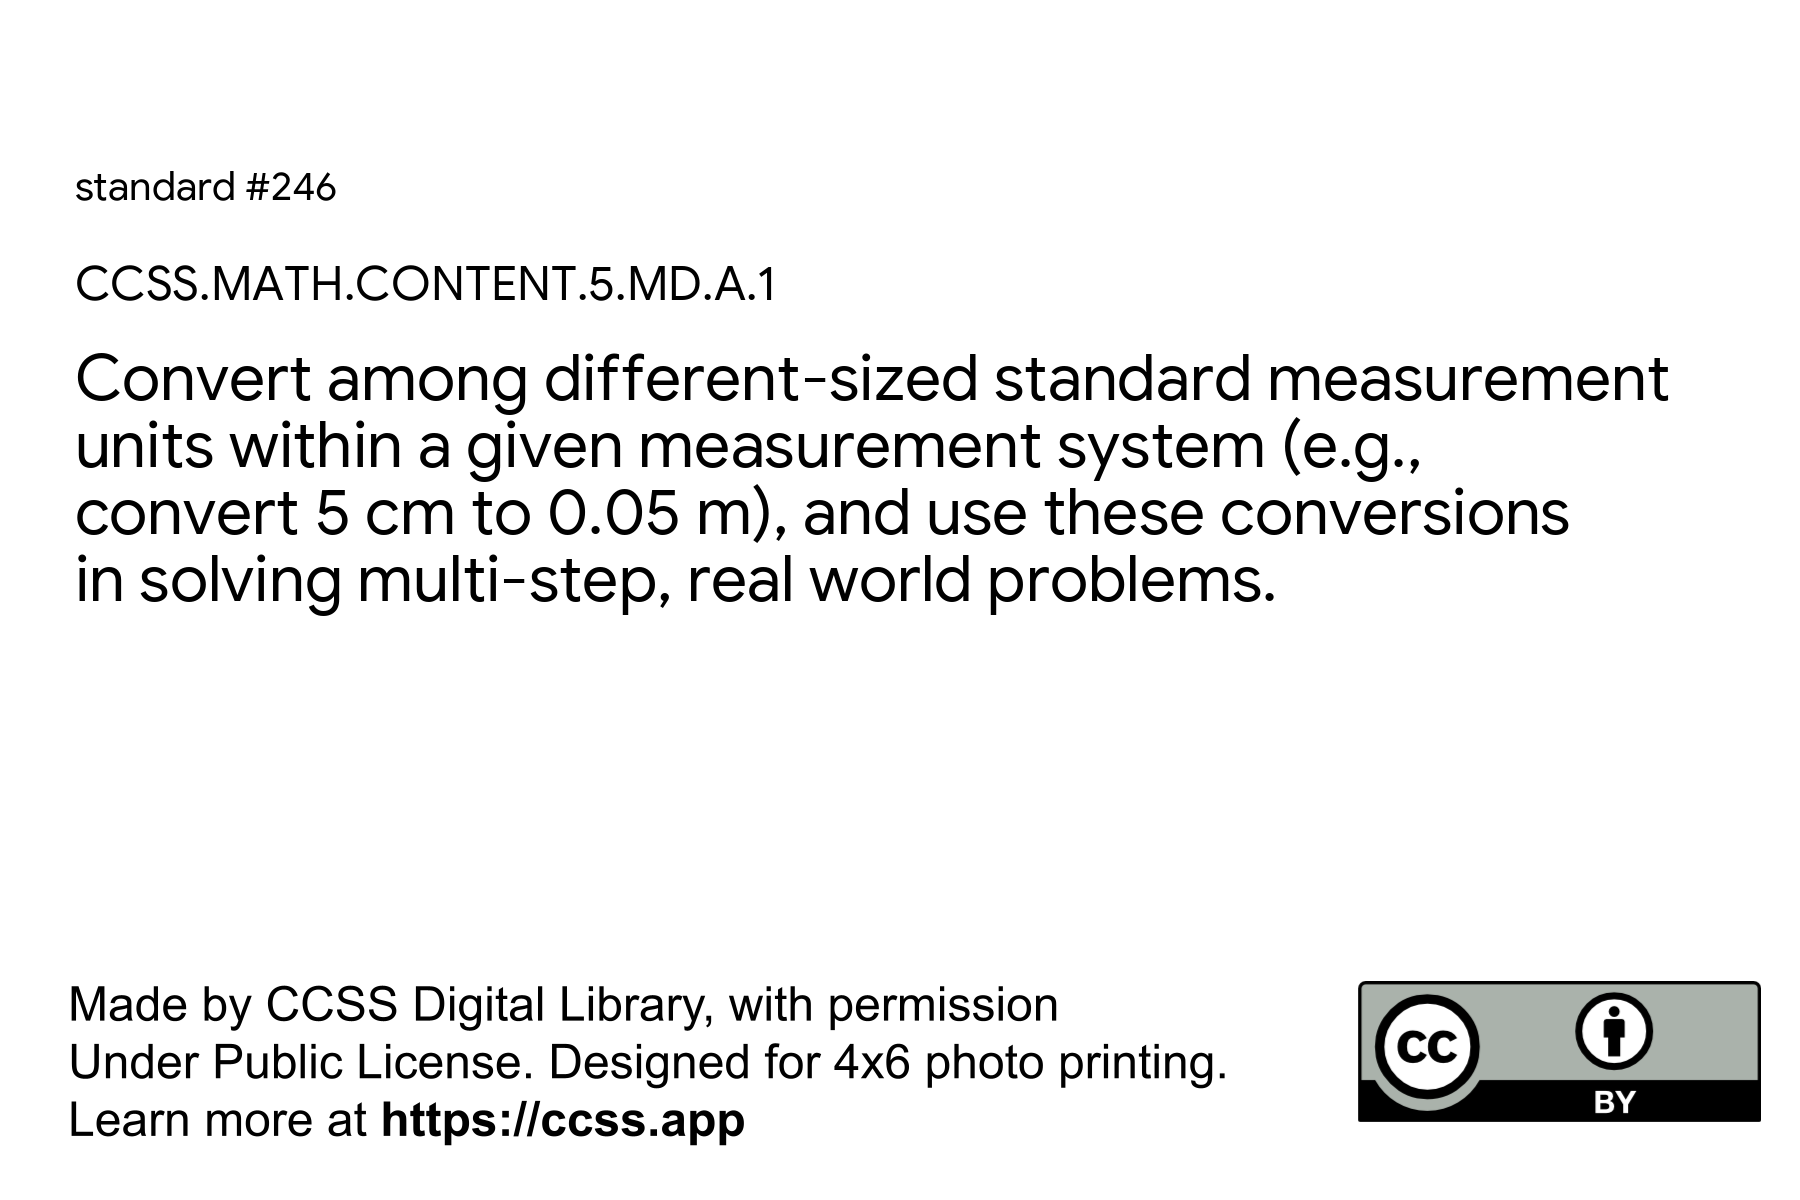 standard #246
CCSS.MATH.CONTENT.5.MD.A.1
Convert among different-sized standard measurement
units within a given measurement system (e.g.,
convert 5 cm to 0.05 m), and use these conversions
in solving multi-step, real world problems.
Made by CCSS Digital Library, with permission
Under Public License. Designed for 4x6 photo printing.
Learn more at https://ccss.app
cc
BY